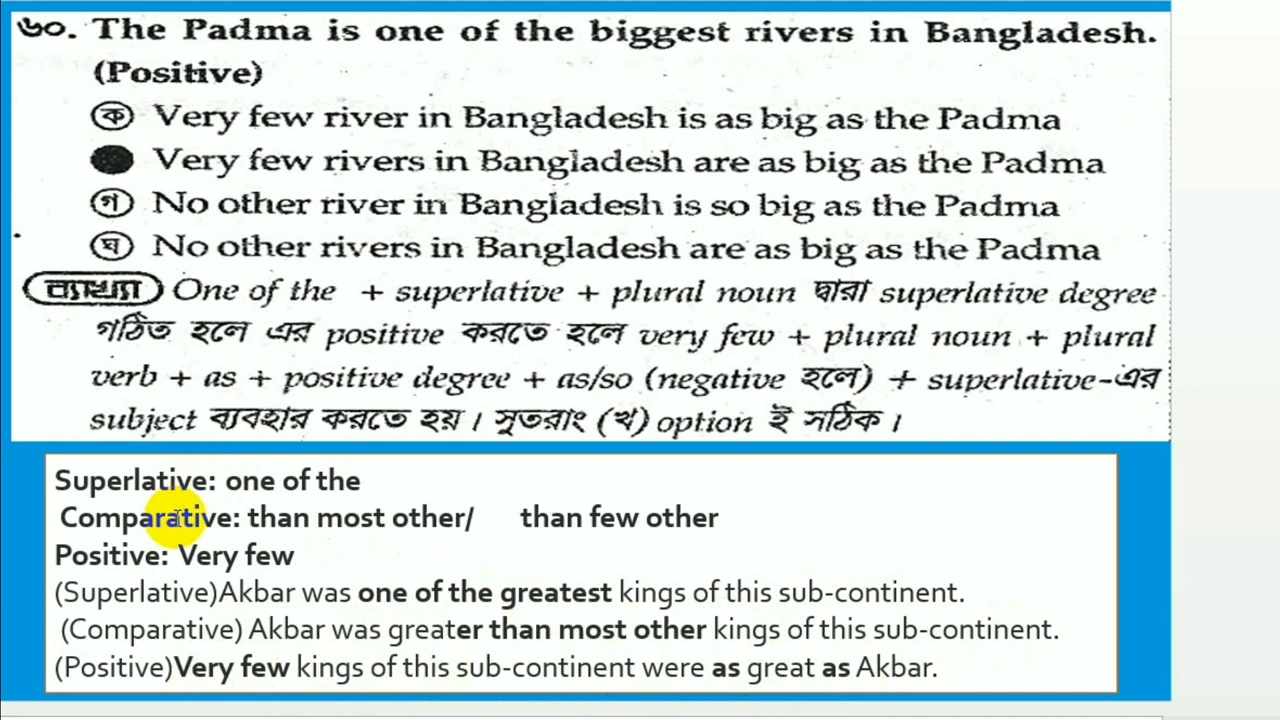 ৬০. The Padma is one of the biggest rivers in Bangladesh.
(Positive)
ক Very few river in Bangladesh is as big as the Padma
Very few rivers in Bangladesh are as big as the Padma
গ No other river in Bangladesh is so big as the Padma
ঘ No other rivers in Bangladesh are as big as the Padma
ব্যাখ্যা One of the + superlative + plural noun দ্বারা superlative degree
গঠিত হলে এর positive করতে হলে very few + plural noun + plural
verb + as + positive degree + as/so (negative হলে) + superlative-এর
subject ব্যবহার করতে হয়। সুতরাং (খ) option ই সঠিক।
Superlative: one of the
Comparative: than most other/ than few other
Positive: Very few
(Superlative)Akbar was one of the greatest kings of this sub-continent.
(Comparative) Akbar was greater than most other kings of this sub-continent.
(Positive)Very few kings of this sub-continent were as great as Akbar.